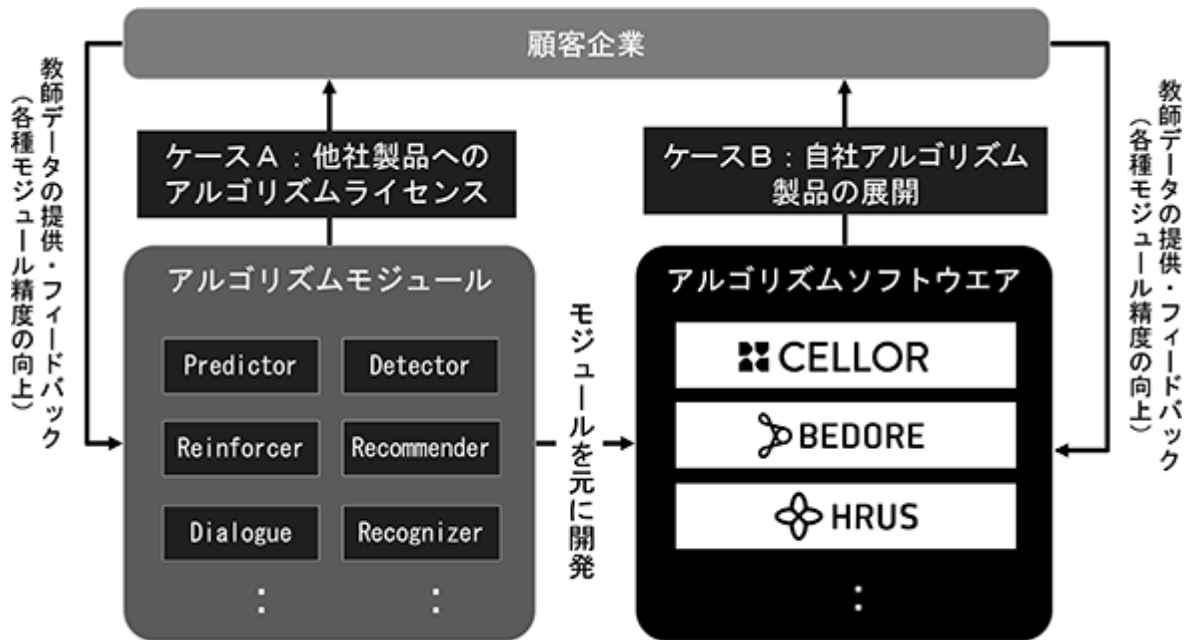 顧客企業
教師データの提供・フィードバック
（各種モジュール精度の向上）
ケースA：他社製品への
アルゴリズムライセンス
ケースB：自社アルゴリズム
製品の展開
教師データの提供・フィードバック
（各種モジュール精度の向上）
アルゴリズムモジュール
Predictor
Detector
Reinforcer
Recommender
Dialogue
Recognizer
：
：
モジュールを元に開発
アルゴリズムソフトウエア
CELLOR
BEDORE
HRUS
：